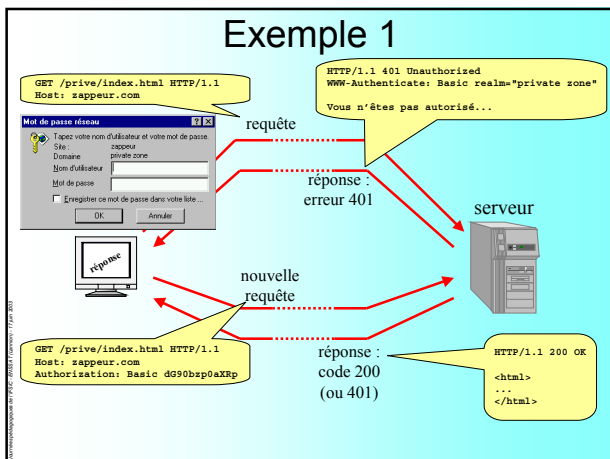 Exemple 1
GET /prive/index.html HTTP/1.1
Host: zappeur.com
HTTP/1.1 401 Unauthorized
WWW-Authenticate: Basic realm="private zone"
Vous n'êtes pas autorisé...
Mot de passe réseau
Tapez votre nom d'utilisateur et votre mot de passe.
Site : zappeur
Domaine private zone
Nom d'utilisateur
Mot de passe
Enregistrer ce mot de passe dans votre liste ...
OK Annuler
requête
réponse :
erreur 401
serveur
réponse
nouvelle
requête
GET /prive/index.html HTTP/1.1
Host: zappeur.com
Authorization: Basic dG90bzp0aXRp
réponse :
code 200
(ou 401)
HTTP/1.1 200 OK
<html>
...
</html>
17 juin 2003